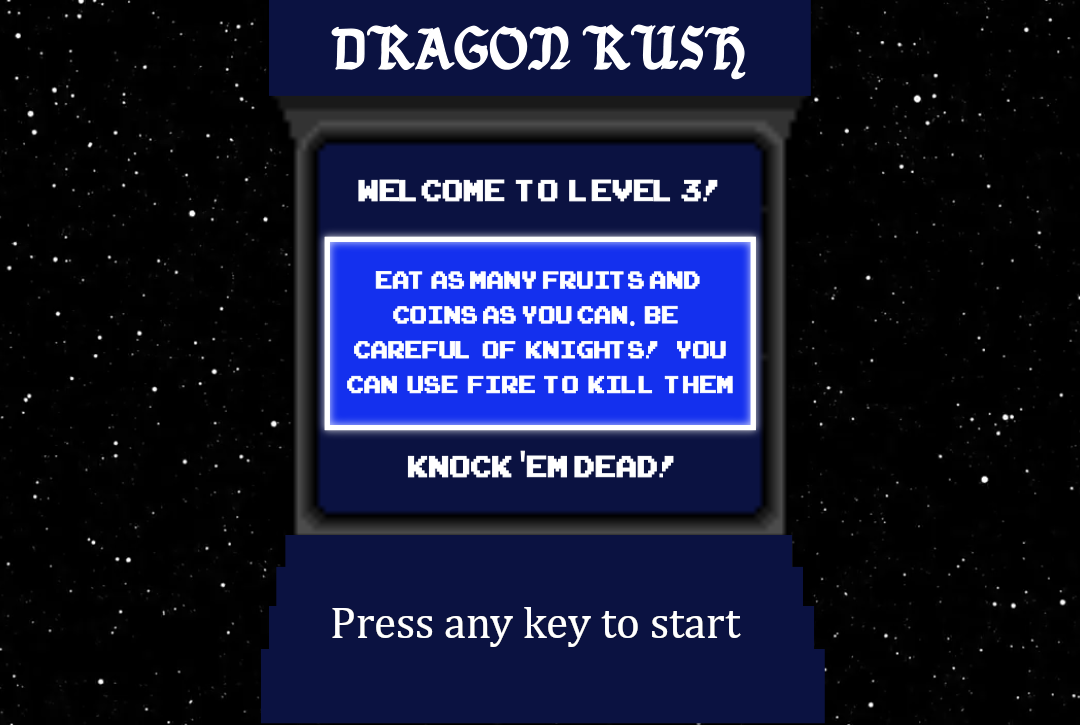 DRAGON RUSH
WELCOME TO LEVEL 3!
EAT AS MANY FRUITS AND
COINS AS YOU CAN. BE
CAREFUL OF KNIGHTS! YOU
CAN USE FIRE TO KILL THEM
KNOCK 'EM DEAD!
Press any key to start